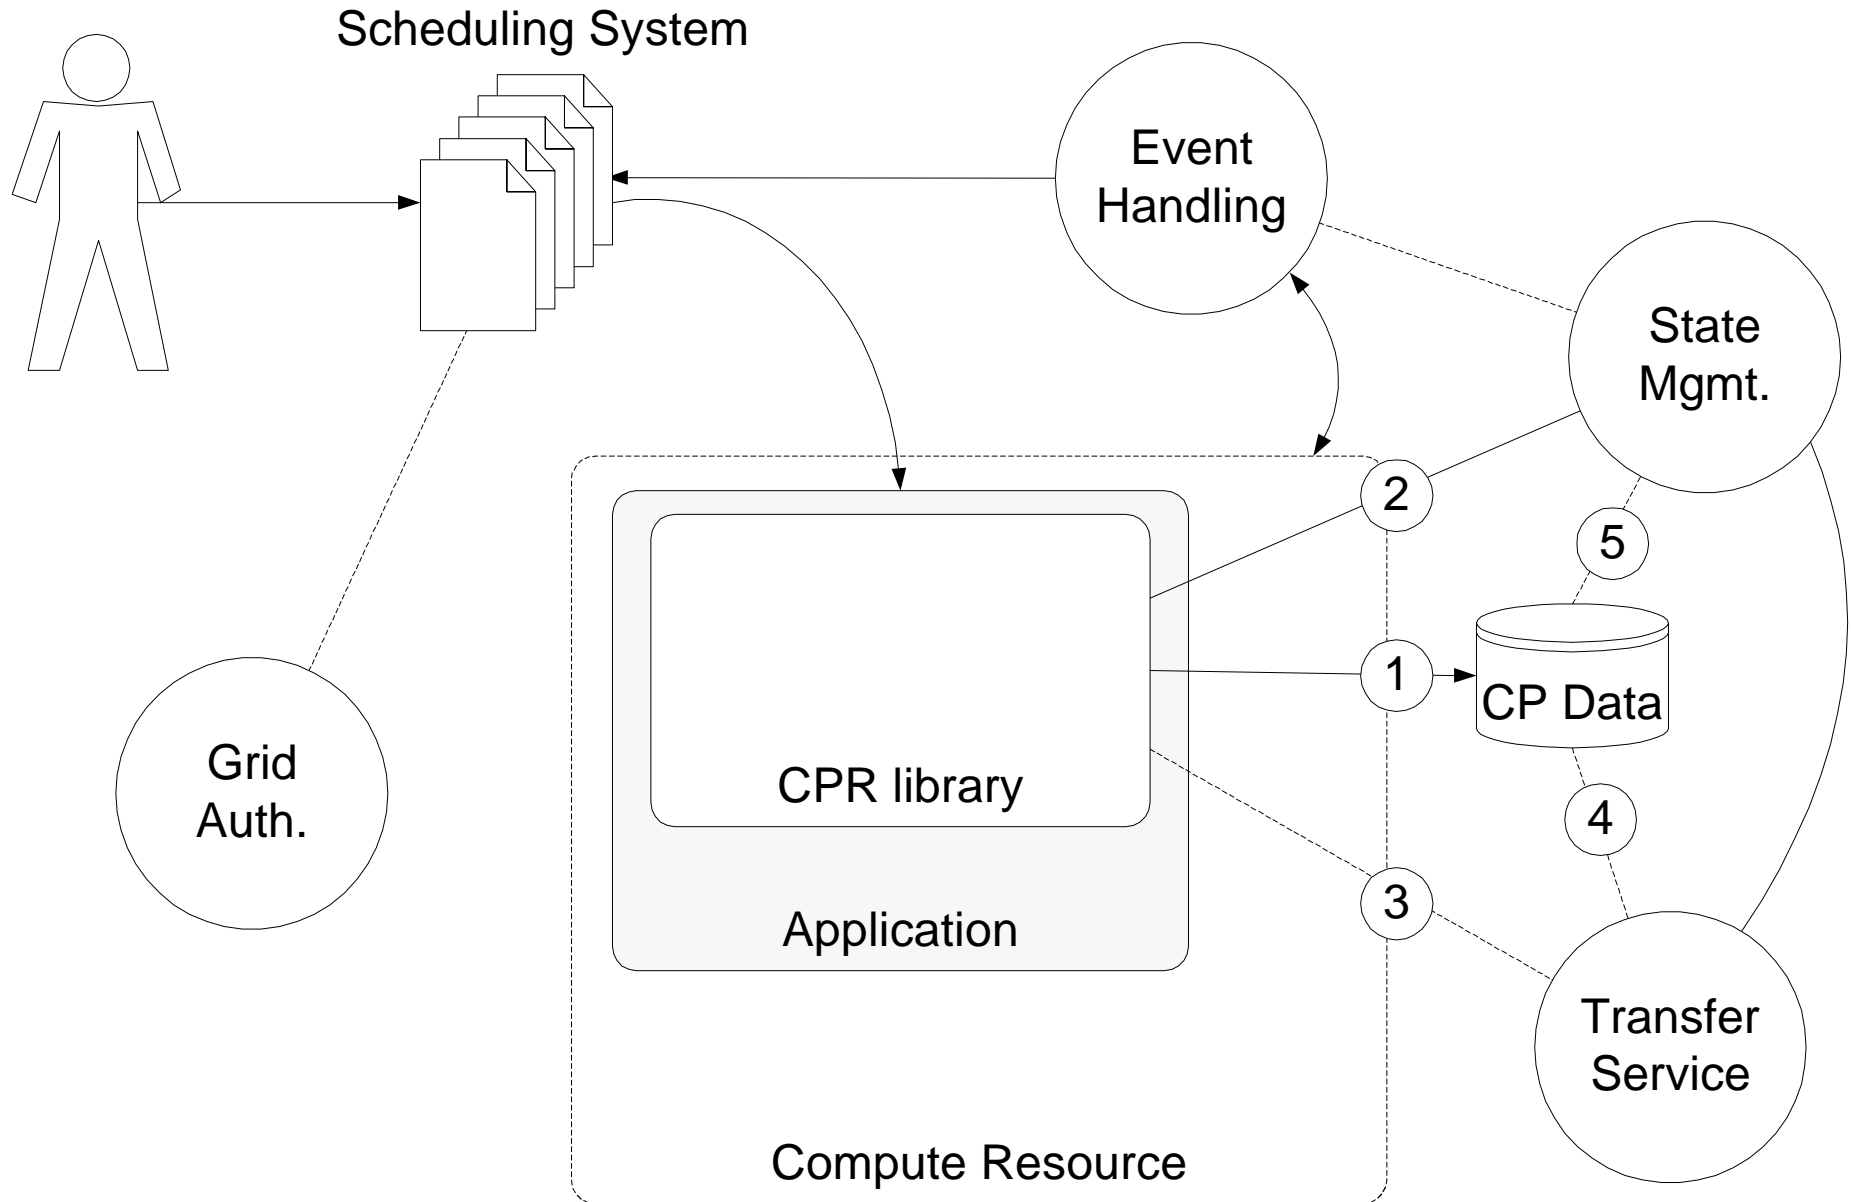 Scheduling System
Event
Handling
State
Mgmt.
2
5
1
CP Data
Grid
Auth.
CPR library
4
3
Application
Transfer
Service
Compute Resource